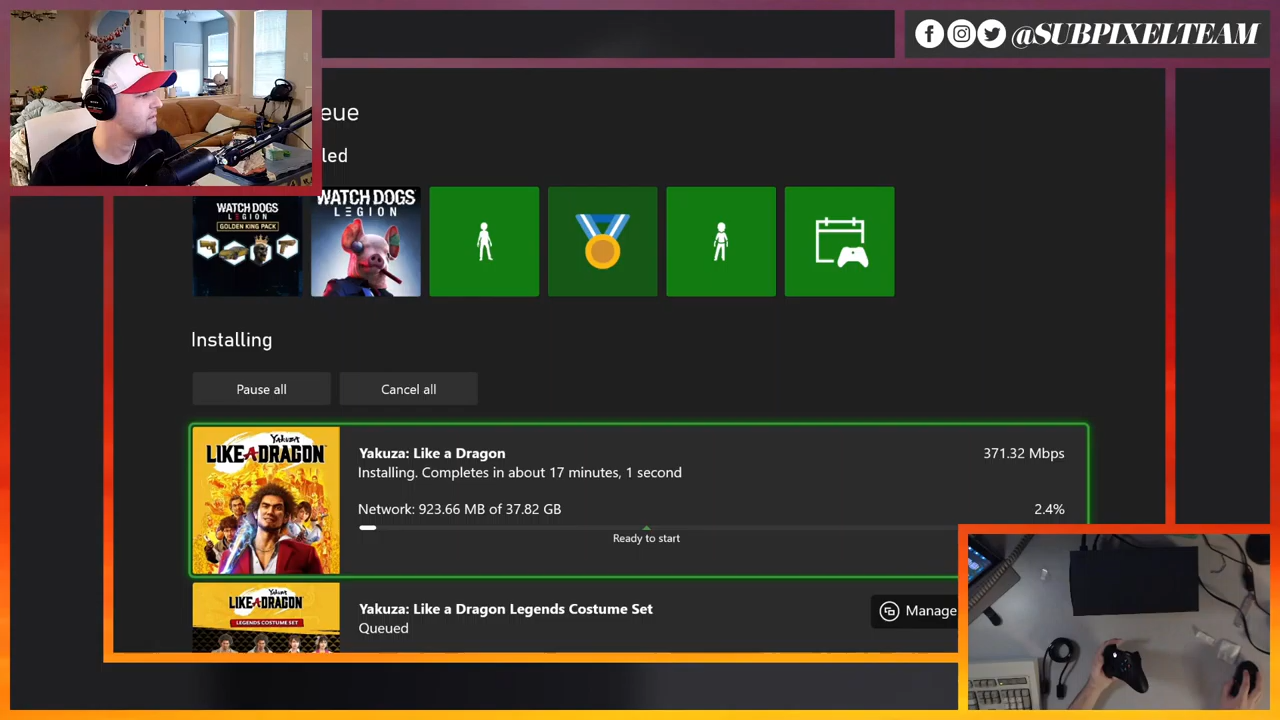 @SUBPIXELTEAM
eue
led
WATCH DOGS
LEGION
GOLDEN KING PACK
WATCH DOGS
LEGION
Installing
Pause all
Cancel all
Yakuza
LIKE A DRAGON
Yakuza: Like a Dragon
371.32 Mbps
Installing. Completes in about 17 minutes, 1 second
Network: 923.66 MB of 37.82 GB
2.4%
Ready to start
Yakuza
LIKE A DRAGON
LEGENDS COSTUME SET
Yakuza: Like a Dragon Legends Costume Set
Queued
Manage